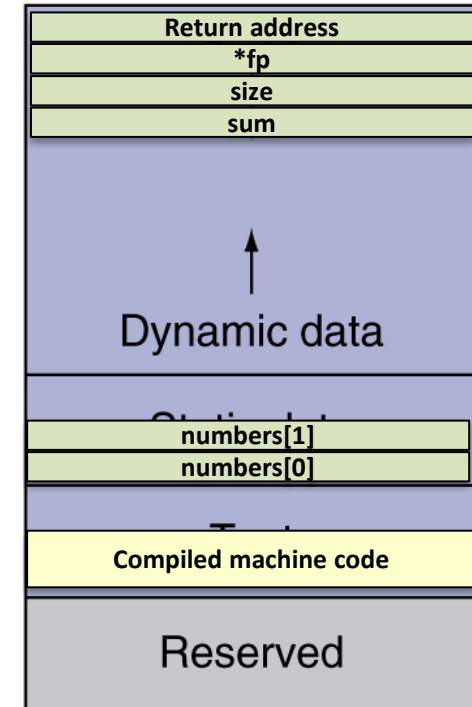 Return address
*fp
size
sum
Dynamic data
numbers[1]
numbers[0]
Compiled machine code
Reserved